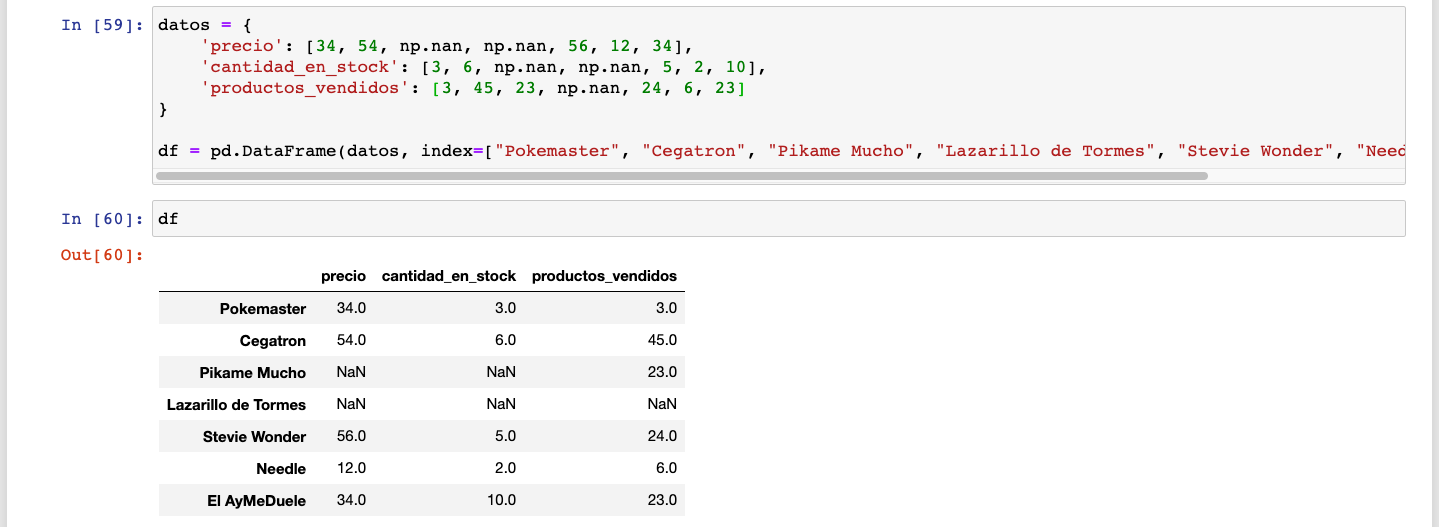 In [59]: datos = {
'precio': [34, 54, np.nan, np.nan, 56, 12, 34],
'cantidad_en_stock': [3, 6, np.nan, np.nan, 5, 2, 10],
'productos_vendidos': [3, 45, 23, np.nan, 24, 6, 23]
}
df = pd.DataFrame(datos, index=["Pokemaster", "Cegatron", "Pikame Mucho", "Lazarillo de Tormes", "Stevie Wonder", "Need
In [60]: df
Out[60]:
precio cantidad_en_stock productos_vendidos
Pokemaster 34.0 3.0 3.0
Cegatron 54.0 6.0 45.0
Pikame Mucho NaN NaN 23.0
Lazarillo de Tormes NaN NaN NaN
Stevie Wonder 56.0 5.0 24.0
Needle 12.0 2.0 6.0
El AyMeDuele 34.0 10.0 23.0